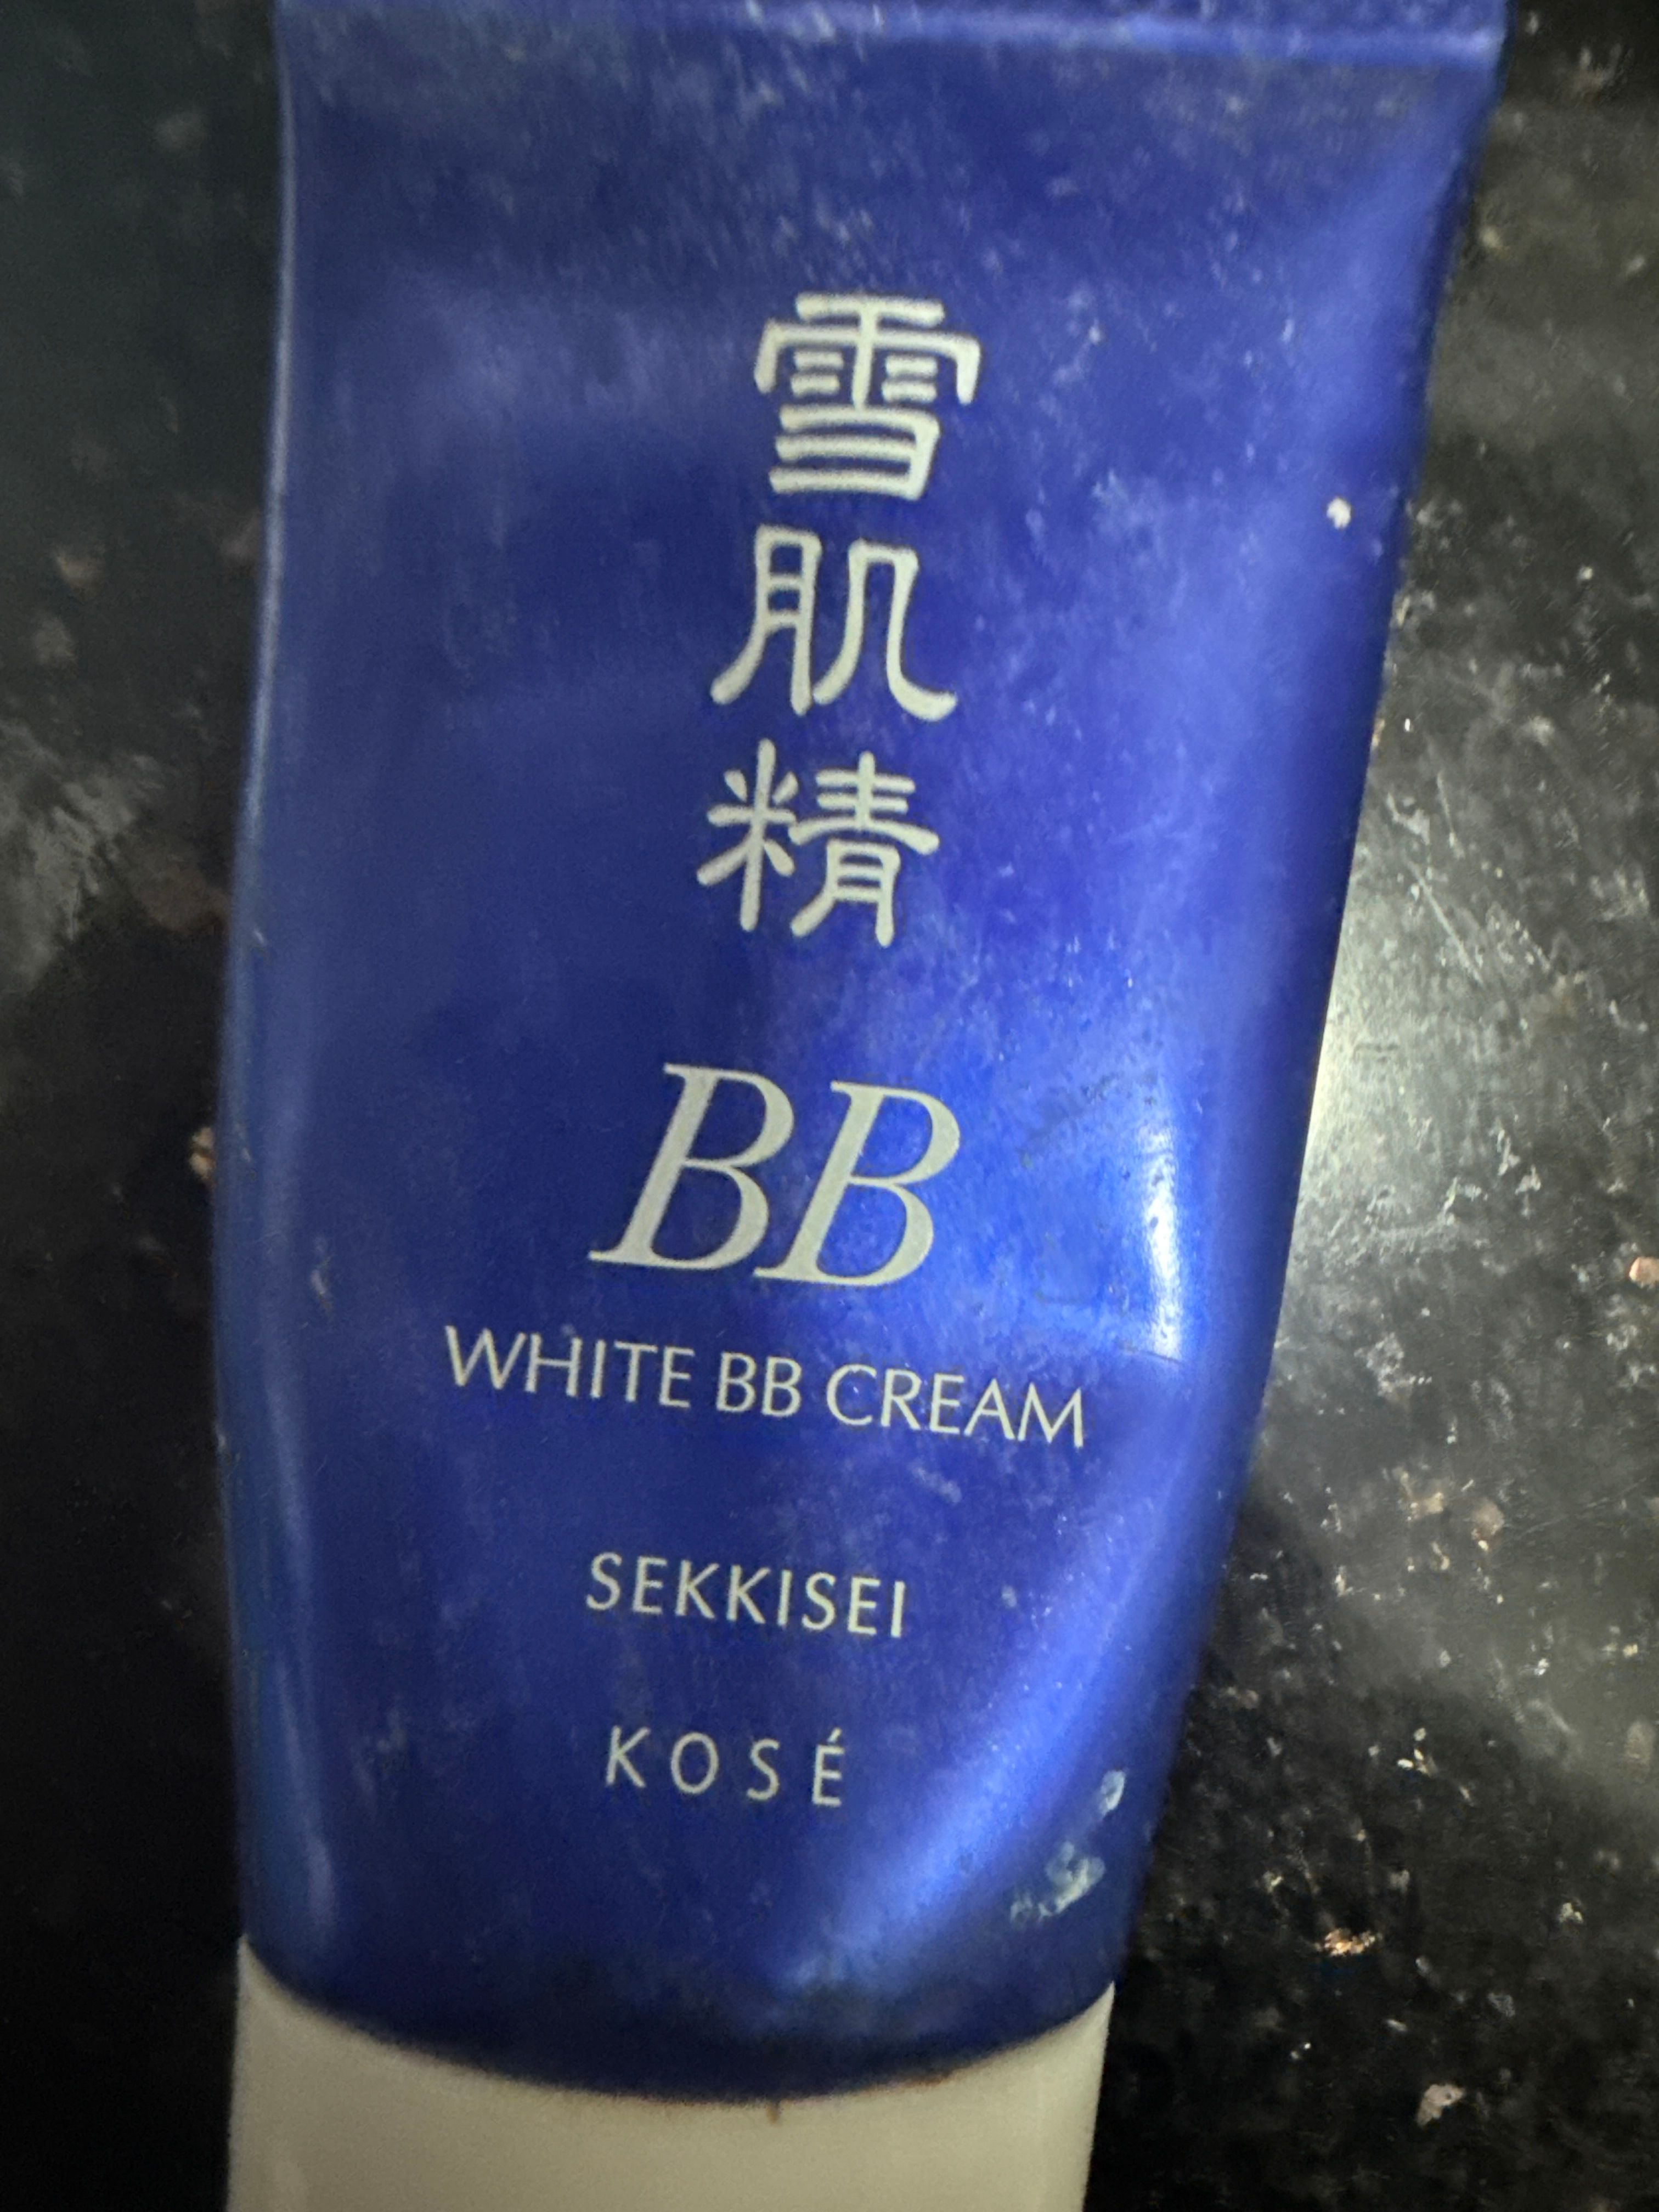 雪肌精
BB
WHITE BB CREAM
SEKKISEI
KOSÉ